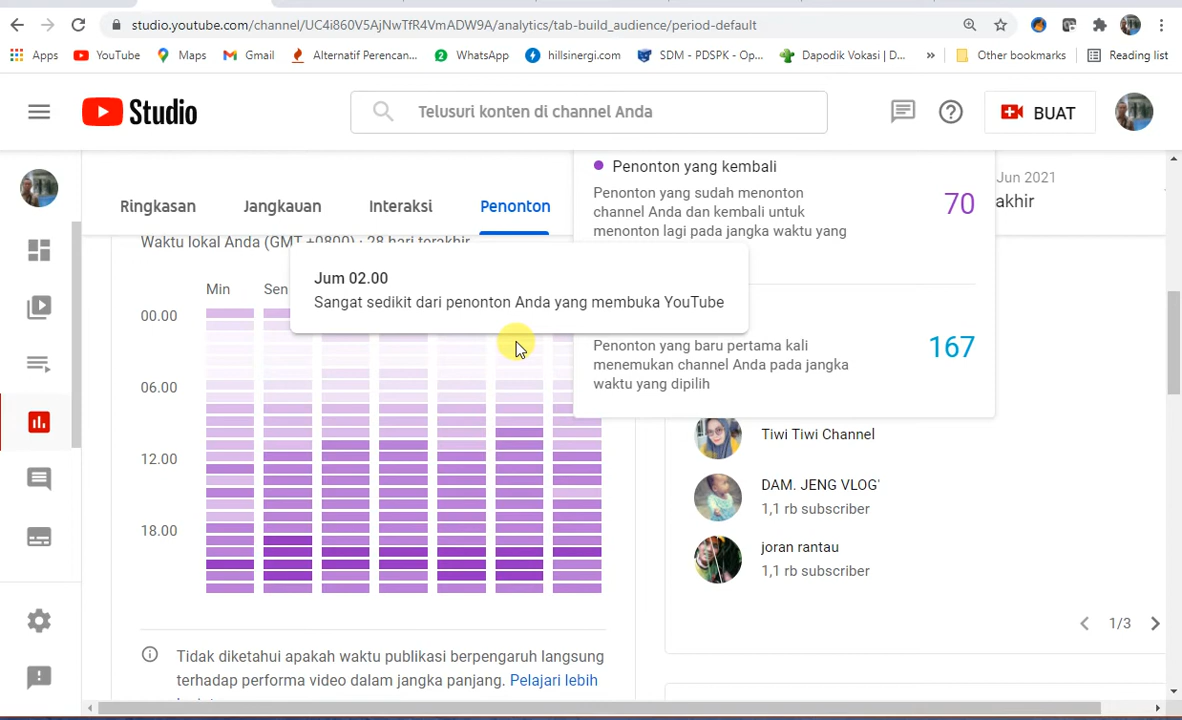 studio.youtube.com/channel/UC4i860V5AjNwTfR4VmADW9A/analytics/tab-build_audience/period-default
Apps YouTube Maps Gmail Alternatif Perencan... WhatsApp hillsinergi.com SDM - PDSPK - Op... Dapodik Vokasi | D... » Other bookmarks Reading list
Studio
Telusuri konten di channel Anda
BUAT
Ringkasan Jangkauan Interaksi Penonton
Penonton yang kembali
Penonton yang sudah menonton
channel Anda dan kembali untuk
menonton lagi pada jangka waktu yang
70
Jun 2021
akhir
Waktu lokal Anda (GMT +0800) · 28 hari terakhir
Jum 02.00
Sangat sedikit dari penonton Anda yang membuka YouTube
Min Sen
00.00
06.00
12.00
18.00
Penonton yang baru pertama kali
menemukan channel Anda pada jangka
waktu yang dipilih
167
Tiwi Tiwi Channel
DAM. JENG VLOG'
1,1 rb subscriber
joran rantau
1,1 rb subscriber
1/3
Tidak diketahui apakah waktu publikasi berpengaruh langsung
terhadap performa video dalam jangka panjang. Pelajari lebih